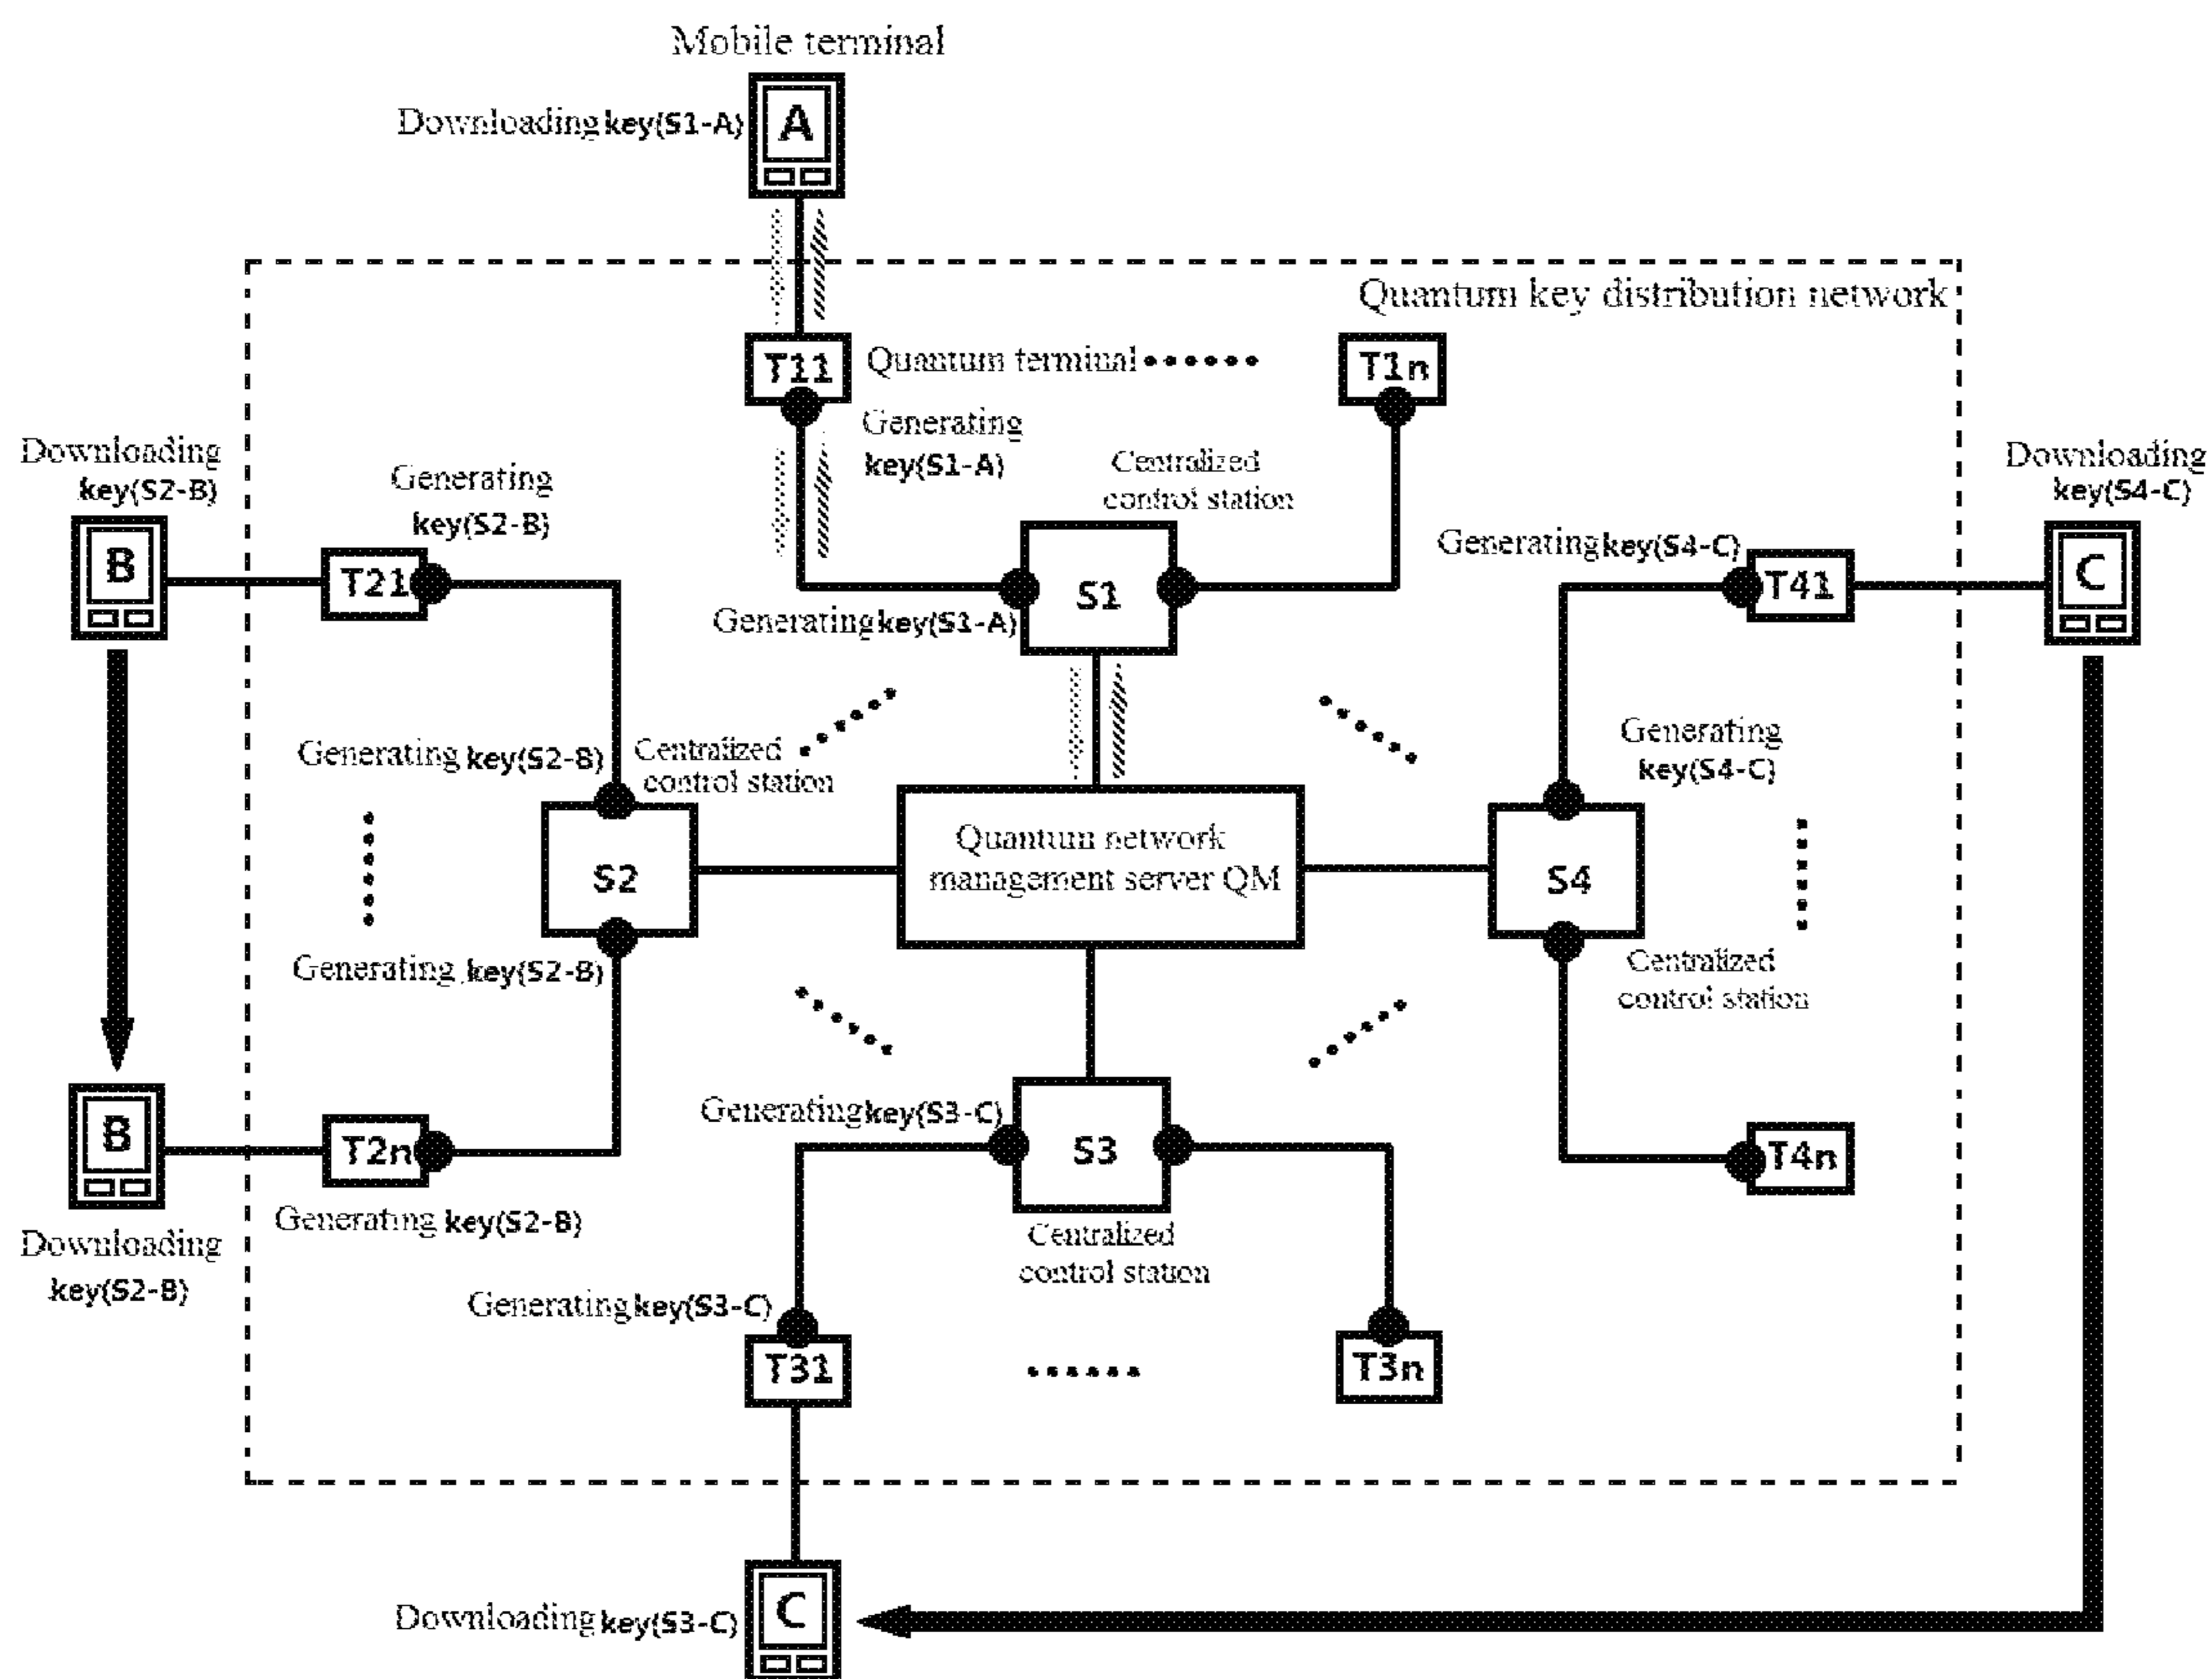 Mobile terminal
A
Downloading key(S1-A)
Quantum key distribution network
T11
Quantum terminal
T1n
Generating
key(S1-A)
Centralized
control station
Downloading
key(S2-B)
Generating
key(S2-B)
Downloading
key(S4-C)
B
T21
S1
Generating key(S4-C)
T41
C
Generating key(S1-A)
Generating key(S2-B)
Centralized
control station
Generating
key(S4-C)
S2
Quantum network
management server QM
S4
Generating key(S2-B)
Centralized
control station
B
T2n
Generating key(S3-C)
S3
T4n
Generating key(S2-B)
Downloading
key(S2-B)
Centralized
control station
Generating key(S3-C)
T31
T3n
Downloading key(S3-C)
C